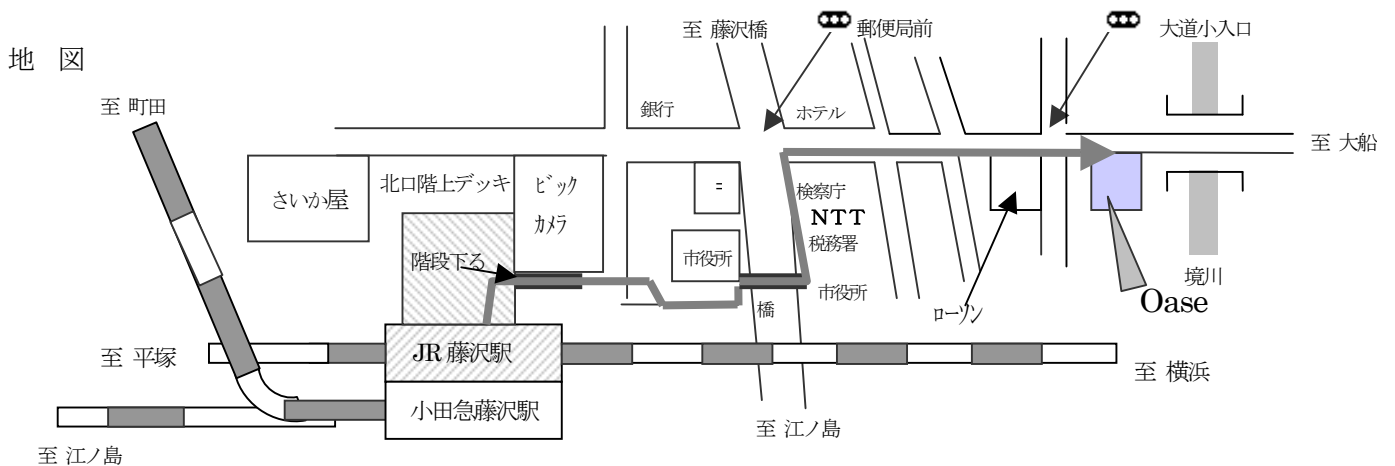 地 図
至 藤沢橋
郵便局前
大道小入口
至 町田
銀行
ホテル
至 大船
さいか屋
北口階上デッキ
ﾋﾞｯｸ
ｶﾒﾗ
検察庁
NTT
税務署
階段下る
市役所
市役所
橋
ﾛｰｿﾝ
境川
Oase
至 平塚
JR 藤沢駅
至 横浜
小田急藤沢駅
至 江ノ島
至 江ノ島